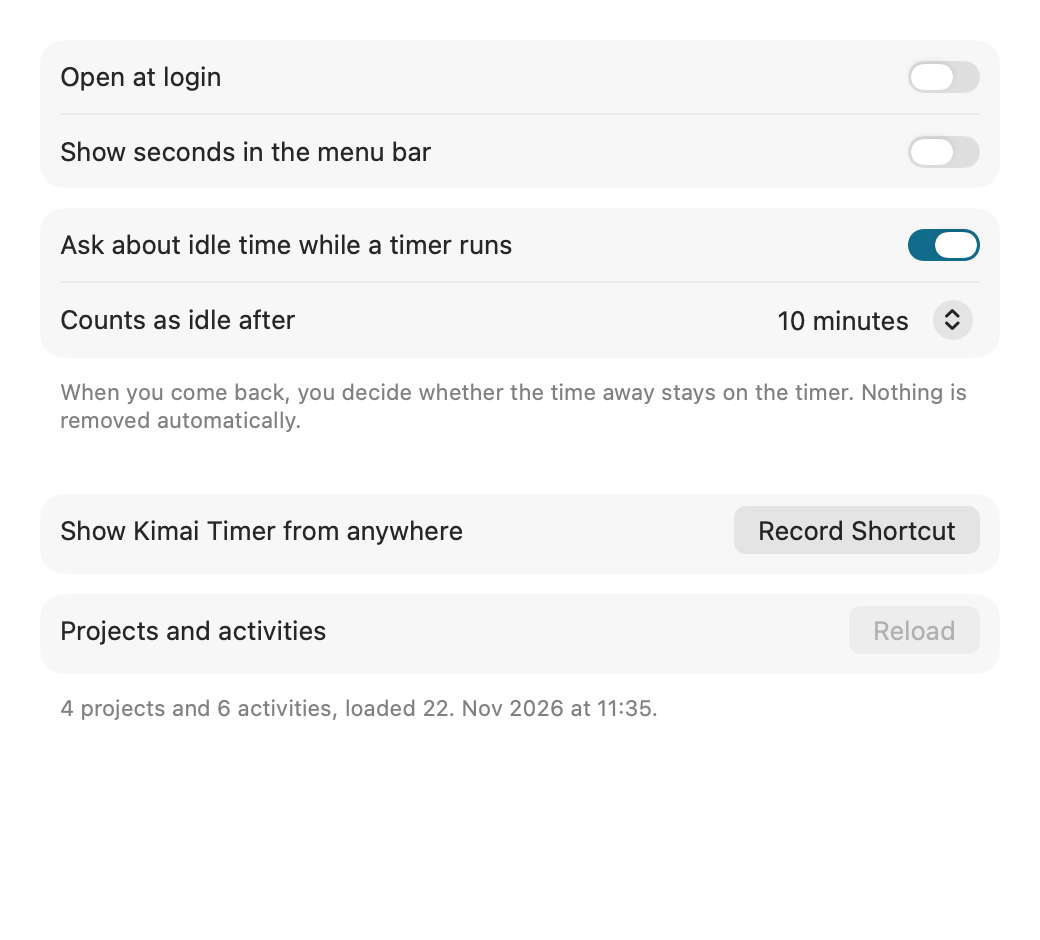 Open at login
Show seconds in the menu bar
Ask about idle time while a timer runs
Counts as idle after 10 minutes
When you come back, you decide whether the time away stays on the timer. Nothing is
removed automatically.
Show Kimai Timer from anywhere Record Shortcut
Projects and activities Reload
4 projects and 6 activities, loaded 22. Nov 2026 at 11:35.